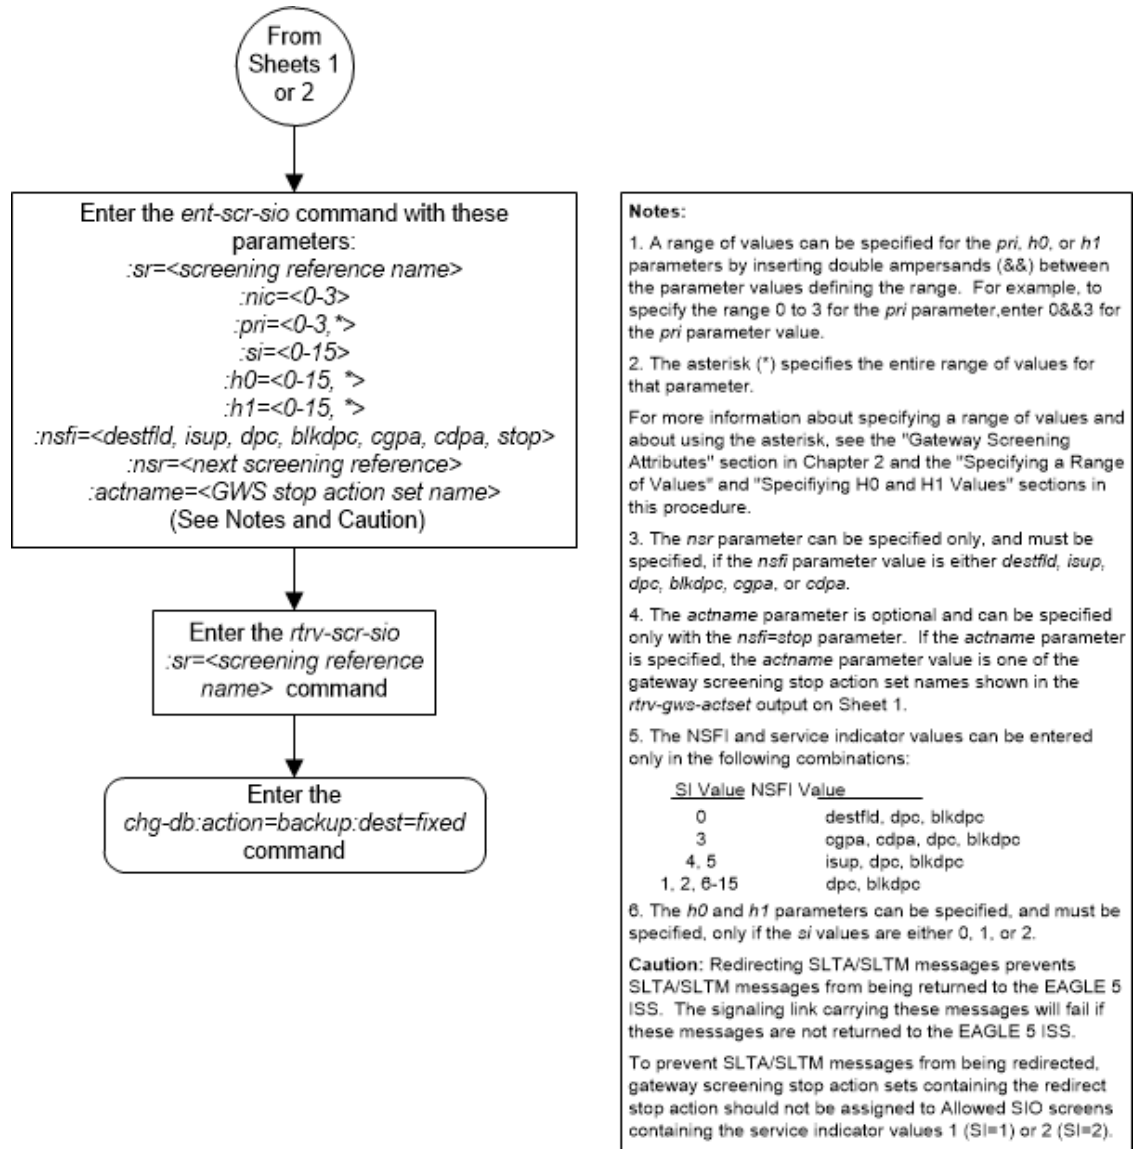 From
Sheets 1
or 2
Enter the ent-scr-sio command with these
parameters:
:sr=<screening reference name>
:nic=<0-3>
:pri=<0-3,*>
:si=<0-15>
:h0=<0-15, *>
:h1=<0-15, *>
:nsfi=<destfld, isup, dpc, blkdpc, cgpa, cdpa, stop>
:nsr=<next screening reference>
:actname=<GWS stop action set name>
(See Notes and Caution)
Enter the rtrv-scr-sio
:sr=<screening reference
name> command
Enter the
chg-db:action=backup:dest=fixed
command
Notes:
1. A range of values can be specified for the pri, h0, or h1
parameters by inserting double ampersands (&&) between
the parameter values defining the range. For example, to
specify the range 0 to 3 for the pri parameter,enter 0&&3 for
the pri parameter value.
2. The asterisk (*) specifies the entire range of values for
that parameter.
For more information about specifying a range of values and
about using the asterisk, see the "Gateway Screening
Attributes" section in Chapter 2 and the "Specifying a Range
of Values" and "Specifiying H0 and H1 Values" sections in
this procedure.
3. The nsr parameter can be specified only, and must be
specified, if the nsfi parameter value is either destfld, isup,
dpc, blkdpc, cgpa, or cdpa.
4. The actname parameter is optional and can be specified
only with the nsfi=stop parameter. If the actname parameter
is specified, the actname parameter value is one of the
gateway screening stop action set names shown in the
rtrv-gws-actset output on Sheet 1.
5. The NSFI and service indicator values can be entered
only in the following combinations:
SI Value NSFI Value
0 destfld, dpc, blkdpc
3 cgpa, cdpa, dpc, blkdpc
4, 5 isup, dpc, blkdpc
1, 2, 6-15 dpc, blkdpc
6. The h0 and h1 parameters can be specified, and must be
specified, only if the si values are either 0, 1, or 2.
Caution: Redirecting SLTA/SLTM messages prevents
SLTA/SLTM messages from being returned to the EAGLE 5
ISS. The signaling link carrying these messages will fail if
these messages are not returned to the EAGLE 5 ISS.
To prevent SLTA/SLTM messages from being redirected,
gateway screening stop action sets containing the redirect
stop action should not be assigned to Allowed SIO screens
containing the service indicator values 1 (SI=1) or 2 (SI=2).